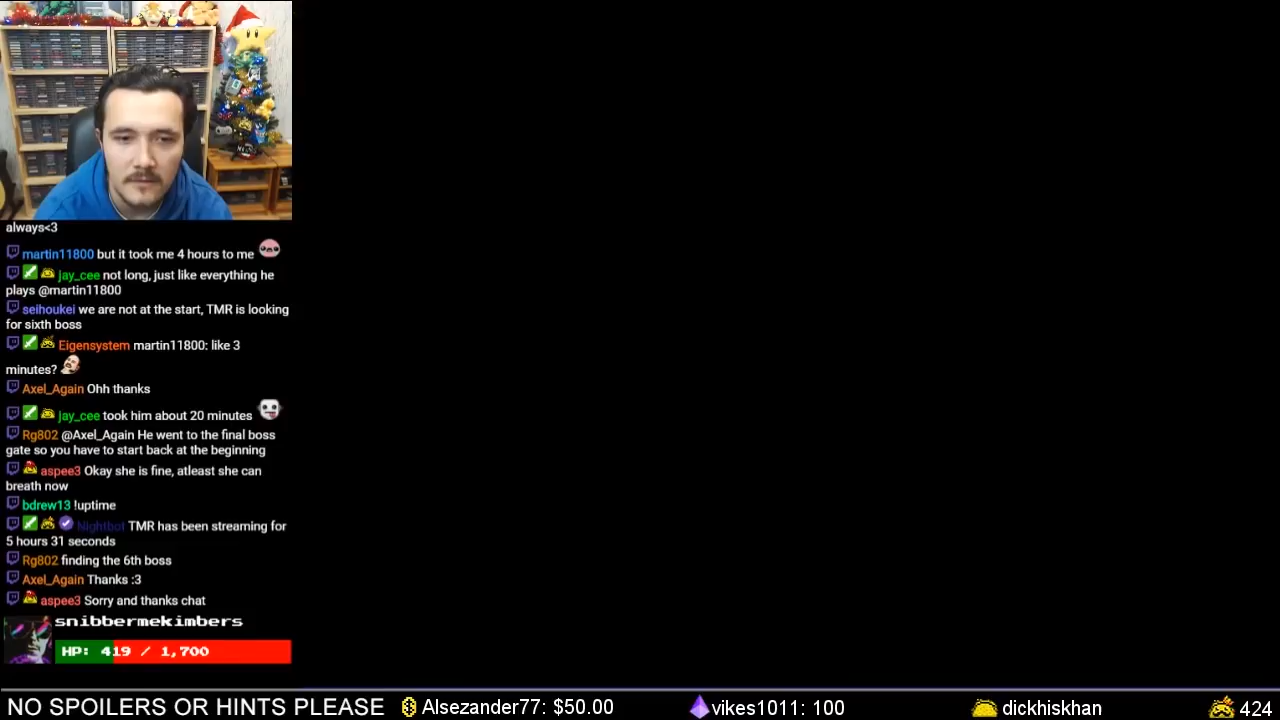 always<3
martin11800 but it took me 4 hours to me
jay_cee not long, just like everything he
plays @martin11800
seihoukei we are not at the start, TMR is looking
for sixth boss
Eigensystem martin11800: like 3
minutes?
Axel_Again Ohh thanks
jay_cee took him about 20 minutes
Rg802 @Axel_Again He went to the final boss
gate so you have to start back at the beginning
aspee3 Okay she is fine, atleast she can
breath now
bdrew13 !uptime
Nightbot TMR has been streaming for
5 hours 31 seconds
Rg802 finding the 6th boss
Axel_Again Thanks :3
aspee3 Sorry and thanks chat
snibbermekimbers
HP: 419 / 1,700
NO SPOILERS OR HINTS PLEASE Alsezander77: $50.00 vikes1011: 100 dickhiskhan 424